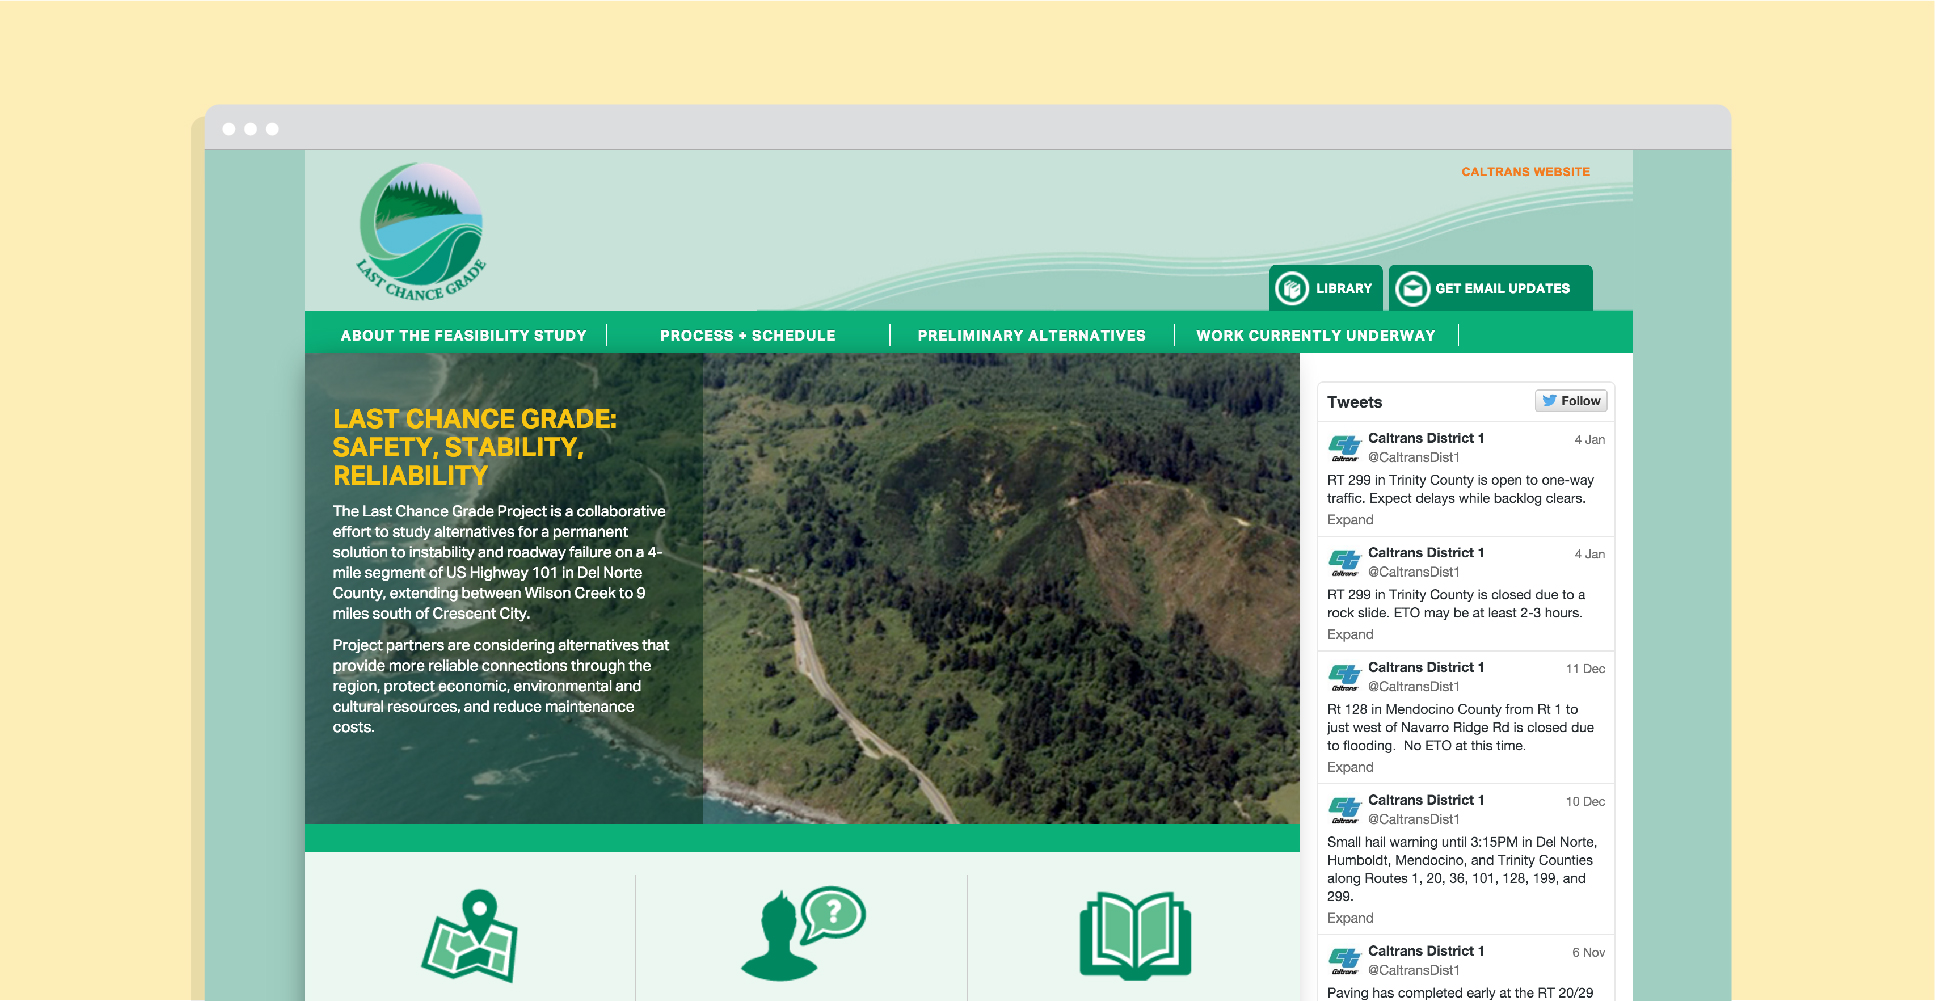 LAST CHANCE GRADE
CALTRANS WEBSITE
LIBRARY
GET EMAIL UPDATES
ABOUT THE FEASIBILITY STUDY
PROCESS + SCHEDULE
PRELIMINARY ALTERNATIVES
WORK CURRENTLY UNDERWAY
LAST CHANCE GRADE:
SAFETY, STABILITY,
RELIABILITY
The Last Chance Grade Project is a collaborative
effort to study alternatives for a permanent
solution to instability and roadway failure on a 4-
mile segment of US Highway 101 in Del Norte
County, extending between Wilson Creek to 9
miles south of Crescent City.
Project partners are considering alternatives that
provide more reliable connections through the
region, protect economic, environmental and
cultural resources, and reduce maintenance
costs.
?
Tweets
Follow
Caltrans District 1
4 Jan
@CaltransDist1
Caltrans
RT 299 in Trinity County is open to one-way
traffic. Expect delays while backlog clears.
Expand
Caltrans District 1
4 Jan
@CaltransDist1
Caltrans
RT 299 in Trinity County is closed due to a
rock slide. ETO may be at least 2-3 hours.
Expand
Caltrans District 1
11 Dec
@CaltransDist1
Caltrans
Rt 128 in Mendocino County from Rt 1 to
just west of Navarro Ridge Rd is closed due
to flooding. No ETO at this time.
Expand
Caltrans District 1
10 Dec
@CaltransDist1
Caltrans
Small hail warning until 3:15PM in Del Norte,
Humboldt, Mendocino, and Trinity Counties
along Routes 1, 20, 36, 101, 128, 199, and
299.
Expand
Caltrans District 1
6 Nov
@CaltransDist1
Caltrans
Paving has completed early at the RT 20/29